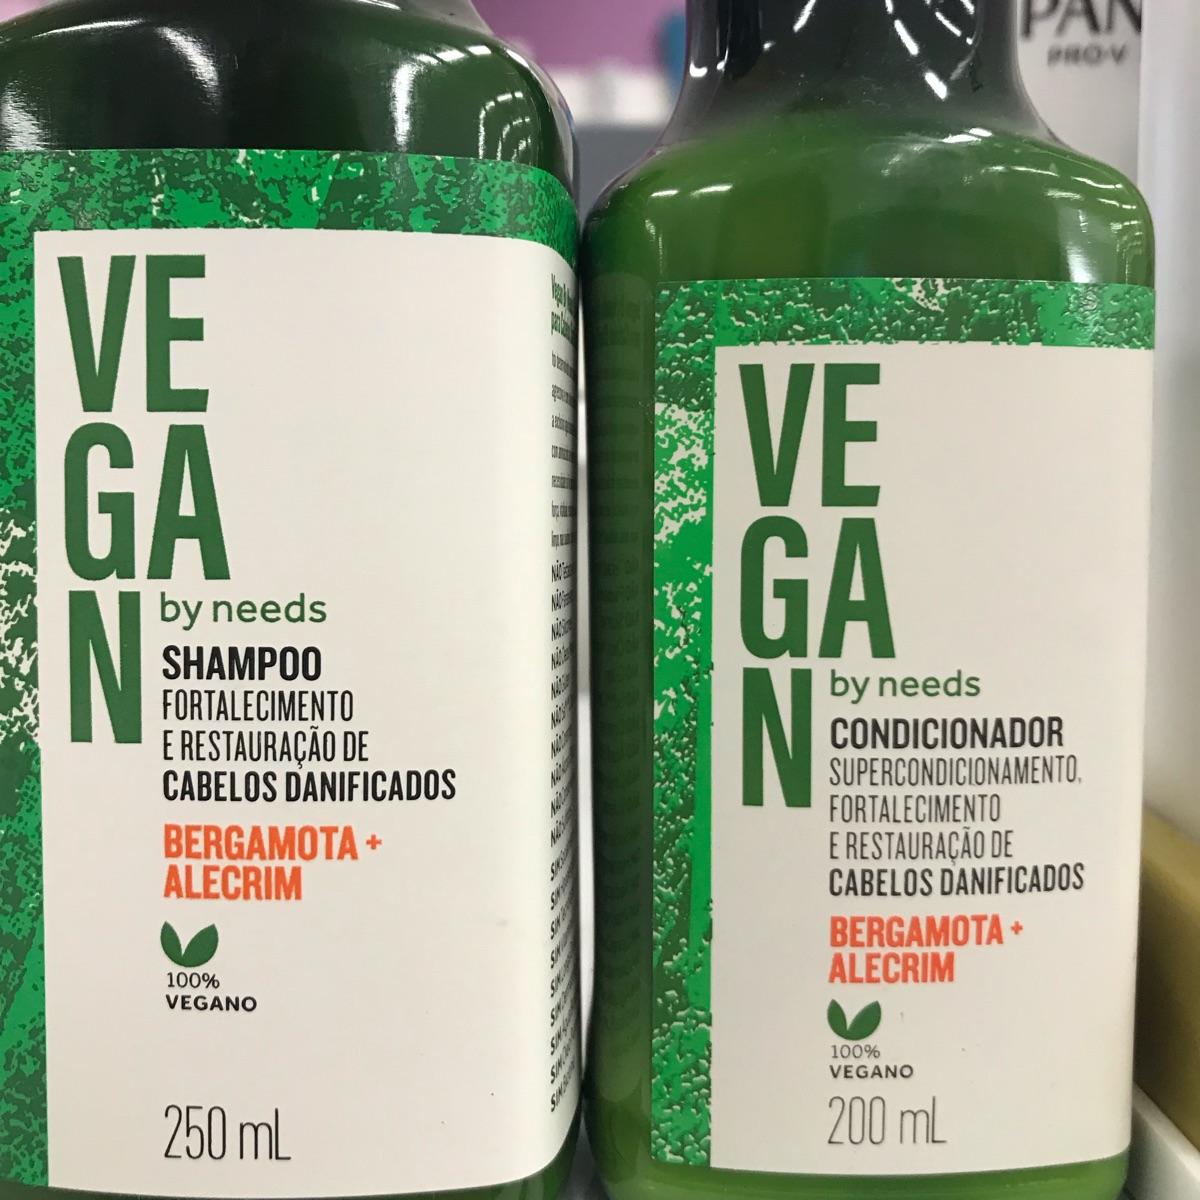 PAN
PRO-V
VE
GA
N
by needs
SHAMPOO
FORTALECIMENTO
E RESTAURAÇÃO DE
CABELOS DANIFICADOS
BERGAMOTA +
ALECRIM
100%
VEGANO
250 mL
VE
GA
N
by needs
CONDICIONADOR
SUPERCONDICIONAMENTO,
FORTALECIMENTO
E RESTAURAÇÃO DE
CABELOS DANIFICADOS
BERGAMOTA +
ALECRIM
100%
VEGANO
200 mL